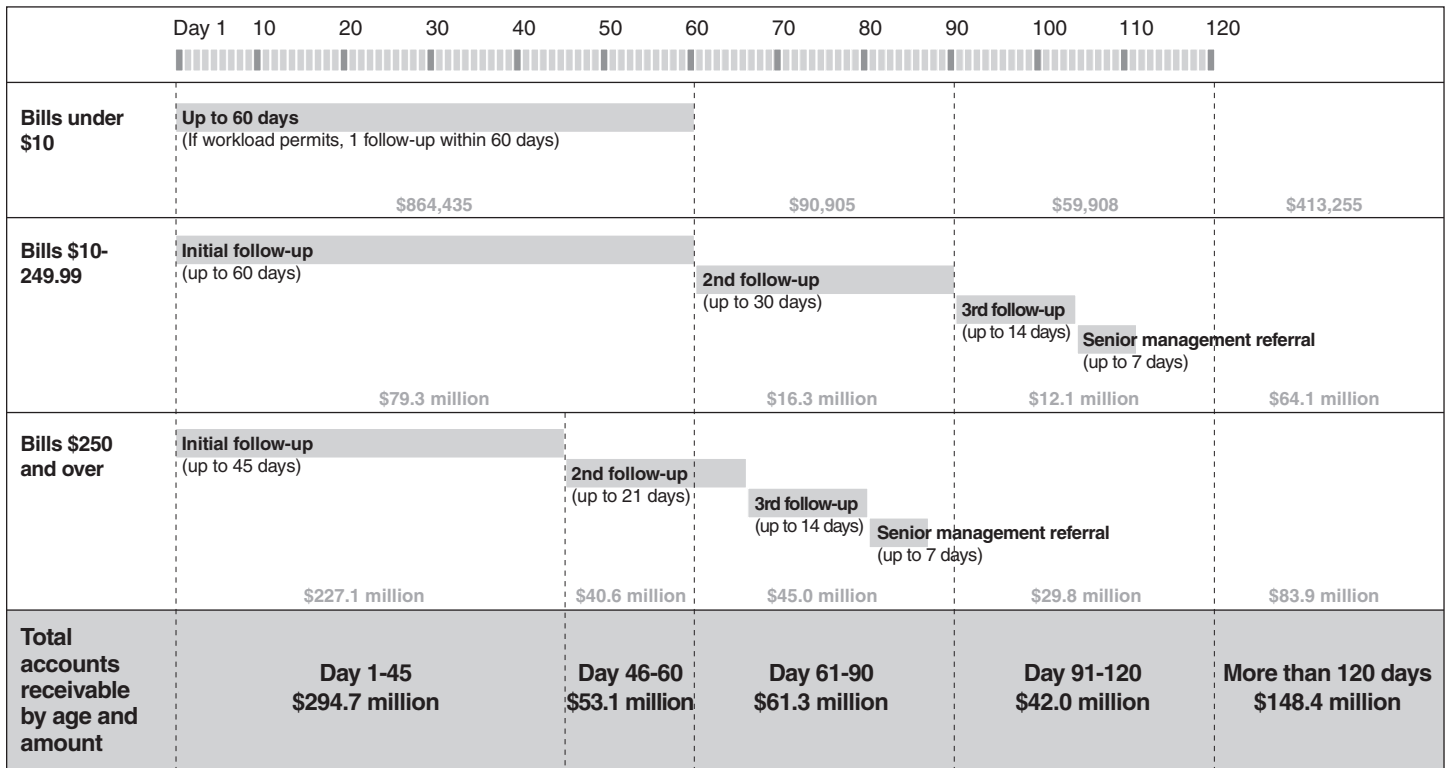 Day 1 10 20 30 40 50 60 70 80 90 100 110 120
Bills under
$10
Up to 60 days
(If workload permits, 1 follow-up within 60 days)
$864,435 $90,905 $59,908 $413,255
Bills $10-
249.99
Initial follow-up
(up to 60 days)
2nd follow-up
(up to 30 days)
3rd follow-up
(up to 14 days)
Senior management referral
(up to 7 days)
$79.3 million $16.3 million $12.1 million $64.1 million
Bills $250
and over
Initial follow-up
(up to 45 days)
2nd follow-up
(up to 21 days)
3rd follow-up
(up to 14 days)
Senior management referral
(up to 7 days)
$227.1 million $40.6 million $45.0 million $29.8 million $83.9 million
Total
accounts
receivable
by age and
amount
Day 1-45
$294.7 million
Day 46-60
$53.1 million
Day 61-90
$61.3 million
Day 91-120
$42.0 million
More than 120 days
$148.4 million